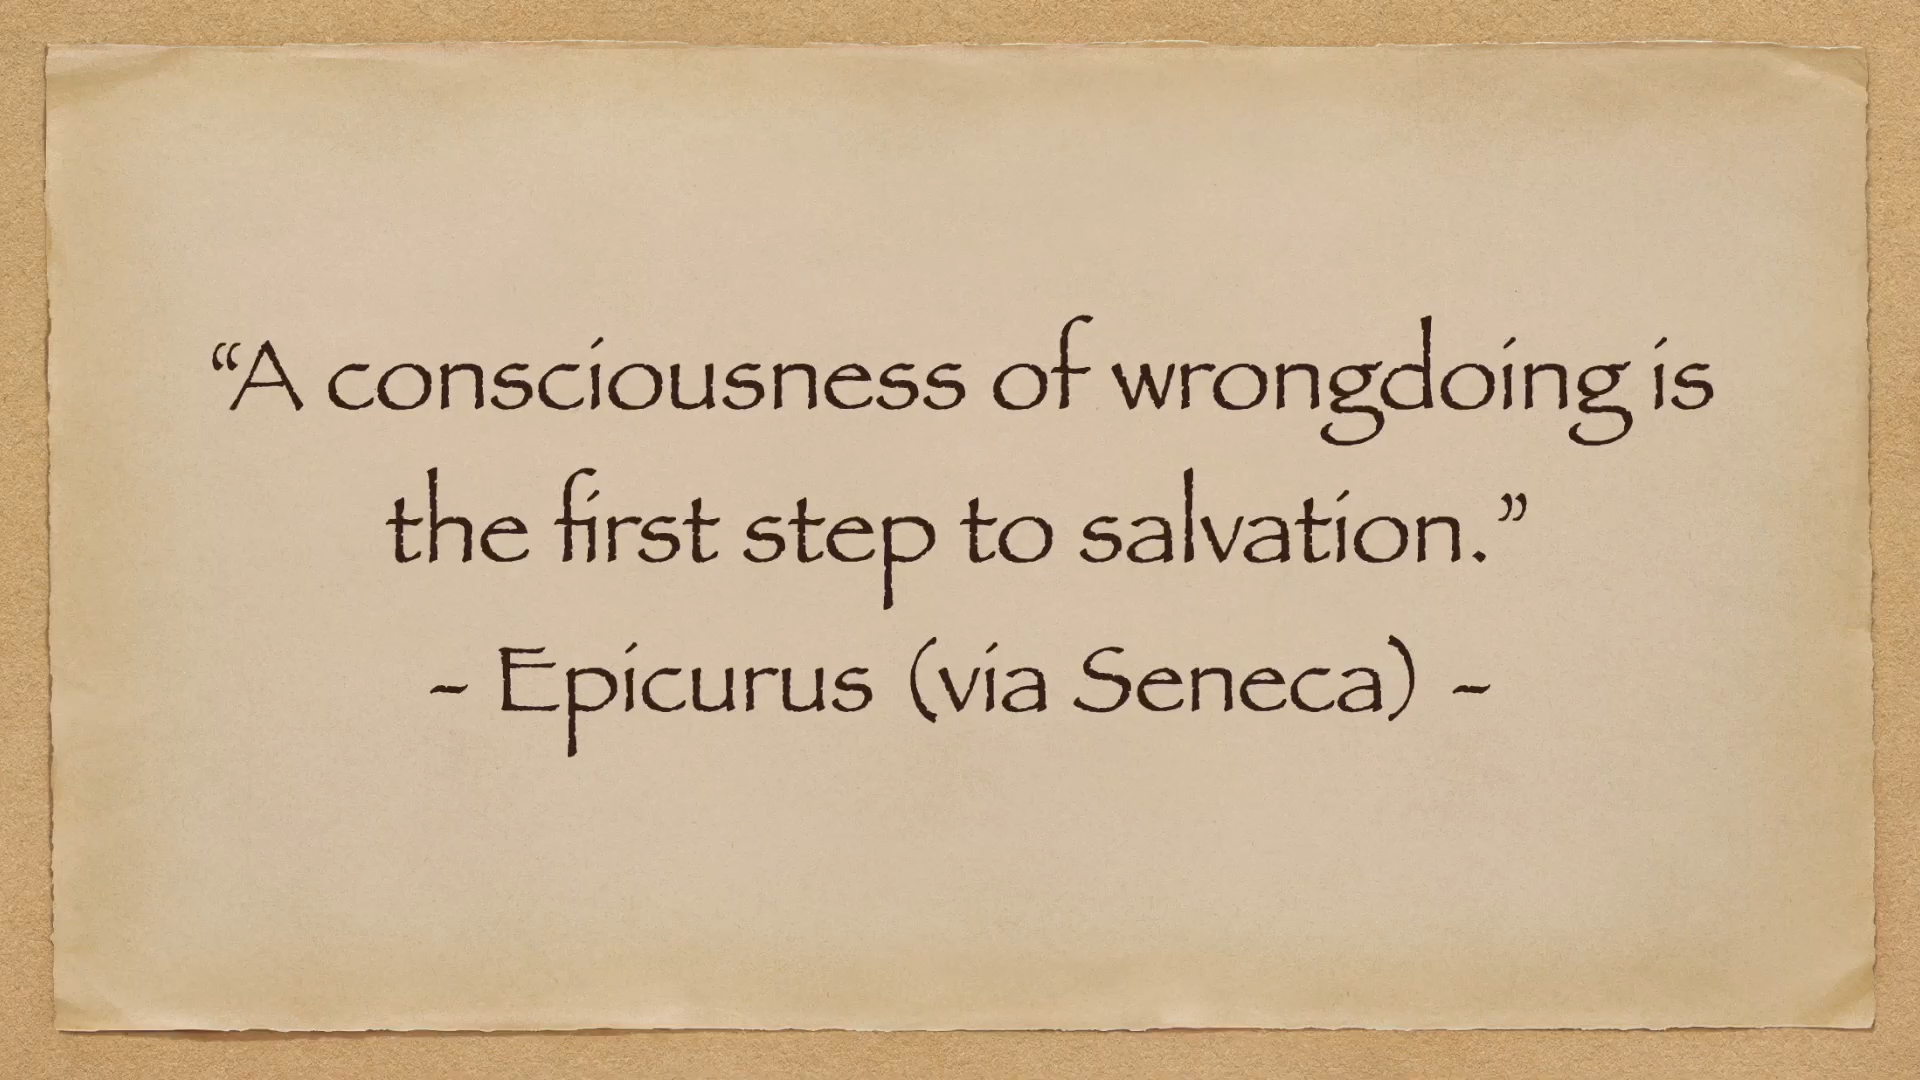 “A consciousness of wrongdoing is
the first step to salvation.”
~ Epicurus (via Seneca) ~